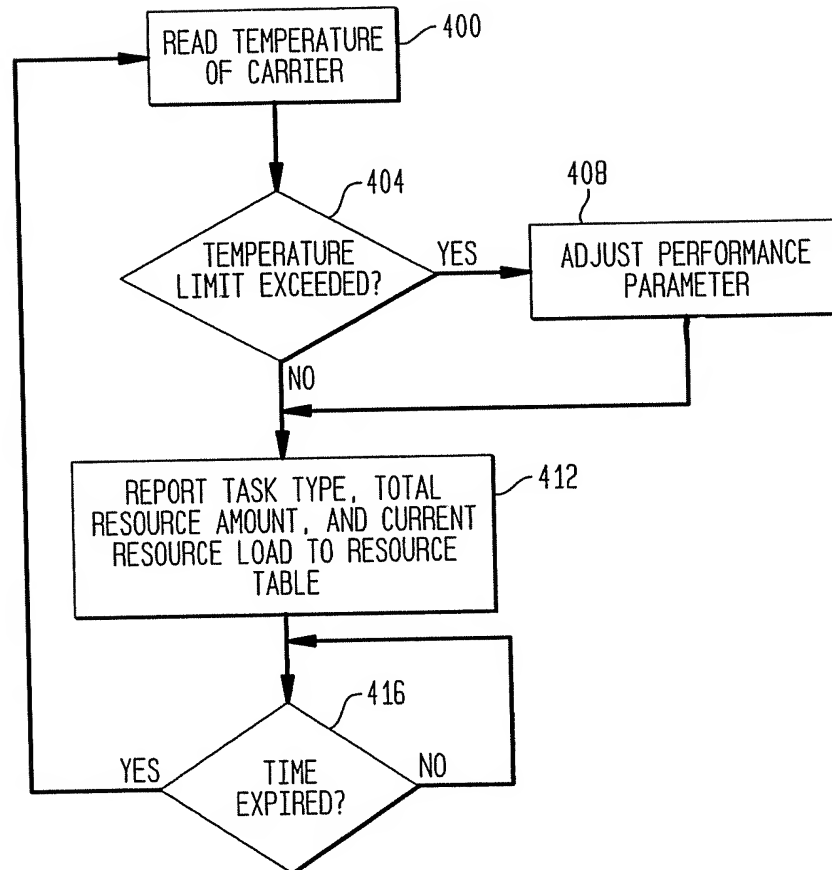 READ TEMPERATURE
OF CARRIER
400
404
TEMPERATURE
LIMIT EXCEEDED?
YES
408
ADJUST PERFORMANCE
PARAMETER
NO
412
REPORT TASK TYPE, TOTAL
RESOURCE AMOUNT, AND CURRENT
RESOURCE LOAD TO RESOURCE
TABLE
416
YES
TIME
EXPIRED?
NO